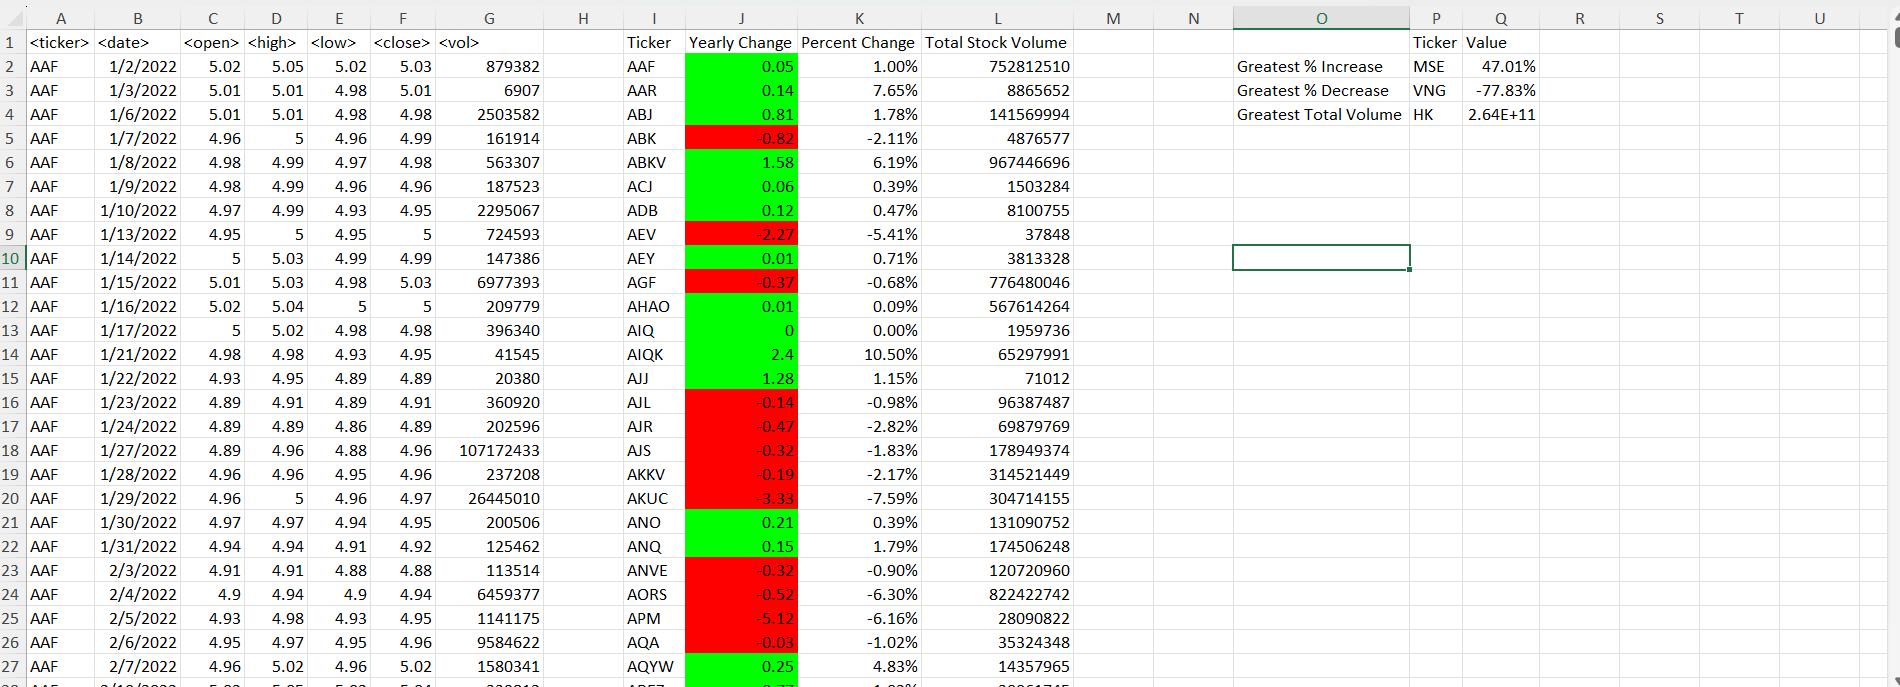 A B C D E F G H I J K L M N O P Q R S T U
1 <ticker> <date> <open> <high> <low> <close> <vol> Ticker Yearly Change Percent Change Total Stock Volume Ticker Value
2 AAF 1/2/2022 5.02 5.05 5.02 5.03 879382 AAF 0.05 1.00% 752812510 Greatest % Increase MSE 47.01%
3 AAF 1/3/2022 5.01 5.01 4.98 5.01 6907 AAR 0.14 7.65% 8865652 Greatest % Decrease VNG -77.83%
4 AAF 1/6/2022 5.01 5.01 4.98 4.98 2503582 ABJ 0.81 1.78% 141569994 Greatest Total Volume HK 2.64E+11
5 AAF 1/7/2022 4.96 5 4.96 4.99 161914 ABK -0.82 -2.11% 4876577
6 AAF 1/8/2022 4.98 4.99 4.97 4.98 563307 ABKV 1.58 6.19% 967446696
7 AAF 1/9/2022 4.98 4.99 4.96 4.96 187523 ACJ 0.06 0.39% 1503284
8 AAF 1/10/2022 4.97 4.99 4.93 4.95 2295067 ADB 0.12 0.47% 8100755
9 AAF 1/13/2022 4.95 5 4.95 5 724593 AEV -2.27 -5.41% 37848
10 AAF 1/14/2022 5 5.03 4.99 4.99 147386 AEY 0.01 0.71% 3813328
11 AAF 1/15/2022 5.01 5.03 4.98 5.03 6977393 AGF -0.37 -0.68% 776480046
12 AAF 1/16/2022 5.02 5.04 5 5 209779 AHAO 0.01 0.09% 567614264
13 AAF 1/17/2022 5 5.02 4.98 4.98 396340 AIQ 0 0.00% 1959736
14 AAF 1/21/2022 4.98 4.98 4.93 4.95 41545 AIQK 2.4 10.50% 65297991
15 AAF 1/22/2022 4.93 4.95 4.89 4.89 20380 AJJ 1.28 1.15% 71012
16 AAF 1/23/2022 4.89 4.91 4.89 4.91 360920 AJL -0.14 -0.98% 96387487
17 AAF 1/24/2022 4.89 4.89 4.86 4.89 202596 AJR -0.47 -2.82% 69879769
18 AAF 1/27/2022 4.89 4.96 4.88 4.96 107172433 AJS -0.32 -1.83% 178949374
19 AAF 1/28/2022 4.96 4.96 4.95 4.96 237208 AKKV -0.19 -2.17% 314521449
20 AAF 1/29/2022 4.96 5 4.96 4.97 26445010 AKUC -3.33 -7.59% 304714155
21 AAF 1/30/2022 4.97 4.97 4.94 4.95 200506 ANO 0.21 0.39% 131090752
22 AAF 1/31/2022 4.94 4.94 4.91 4.92 125462 ANQ 0.15 1.79% 174506248
23 AAF 2/3/2022 4.91 4.91 4.88 4.88 113514 ANVE -0.32 -0.90% 120720960
24 AAF 2/4/2022 4.9 4.94 4.9 4.94 6459377 AORS -0.52 -6.30% 822422742
25 AAF 2/5/2022 4.93 4.98 4.93 4.95 1141175 APM -5.12 -6.16% 28090822
26 AAF 2/6/2022 4.95 4.97 4.95 4.96 9584622 AQA -0.03 -1.02% 35324348
27 AAF 2/7/2022 4.96 5.02 4.96 5.02 1580341 AQYW 0.25 4.83% 14357965